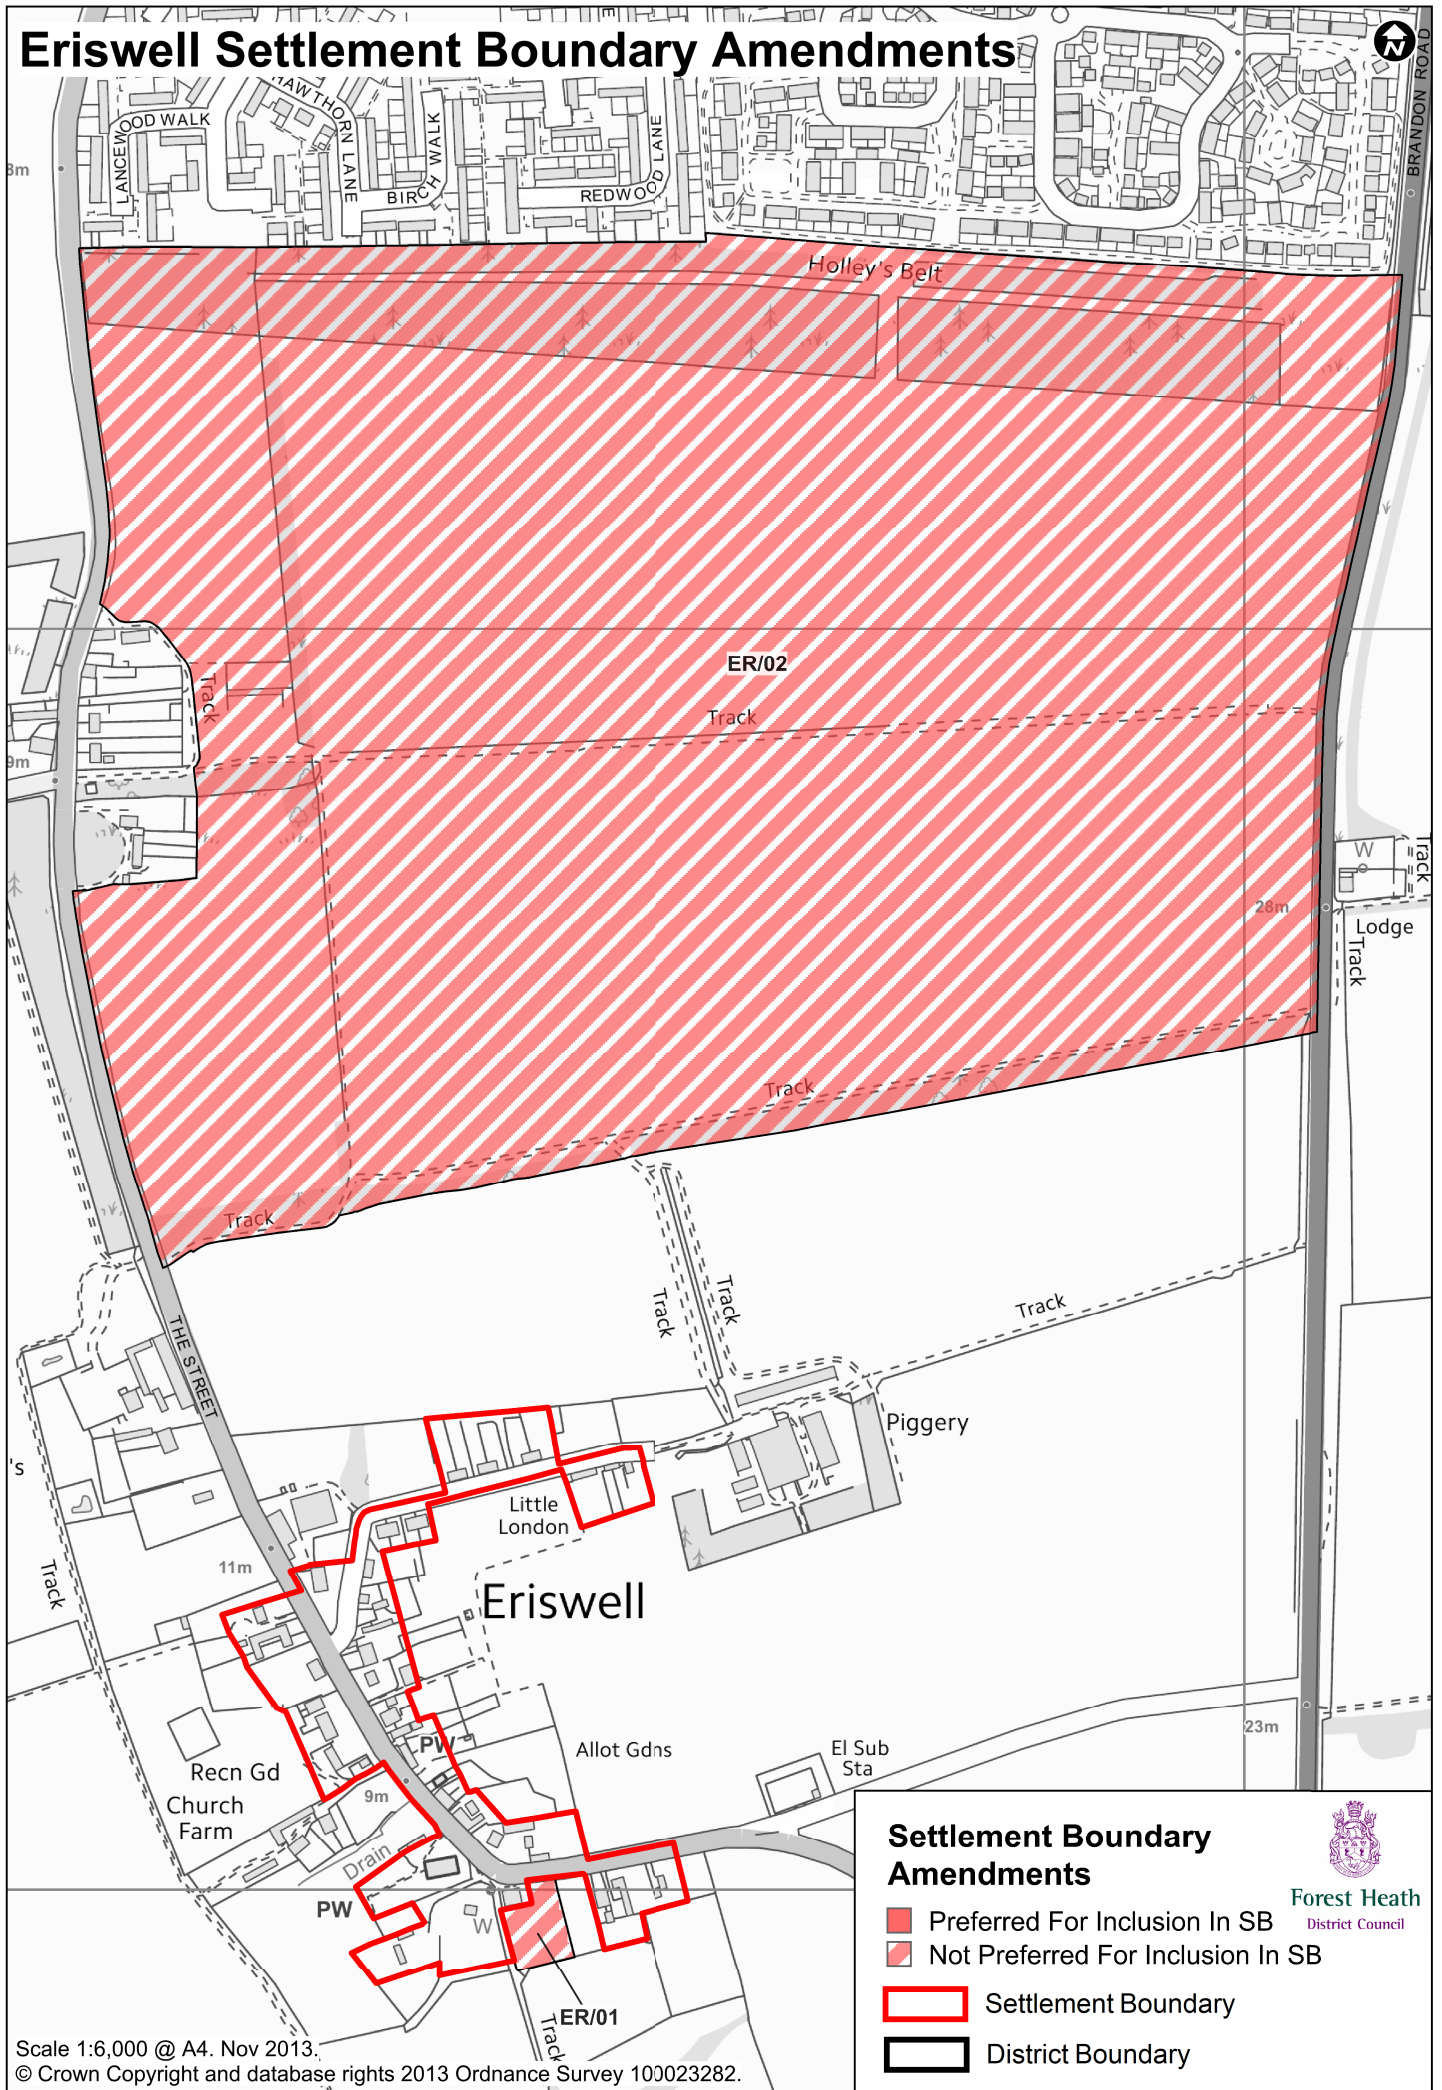 Eriswell Settlement Boundary Amendments
N
BRANDON ROAD
LANCEWOOD WALK
HAWTHORN LANE
BIRCH WALK
REDWOOD LANE
Holley's Belt
ER/02
Track
Track
9m
W
Track
28m
Lodge
Track
Track
Track
THE STREET
Track
Track
Track
Piggery
's
Little
London
11m
Track
Eriswell
PW
Allot Gdns
El Sub
Sta
23m
Recn Gd
9m
Church
Farm
Drain
PW
W
ER/01
Track
Settlement Boundary
Amendments
Forest Heath
District Council
Preferred For Inclusion In SB
Not Preferred For Inclusion In SB
Settlement Boundary
District Boundary
Scale 1:6,000 @ A4. Nov 2013.
© Crown Copyright and database rights 2013 Ordnance Survey 100023282.